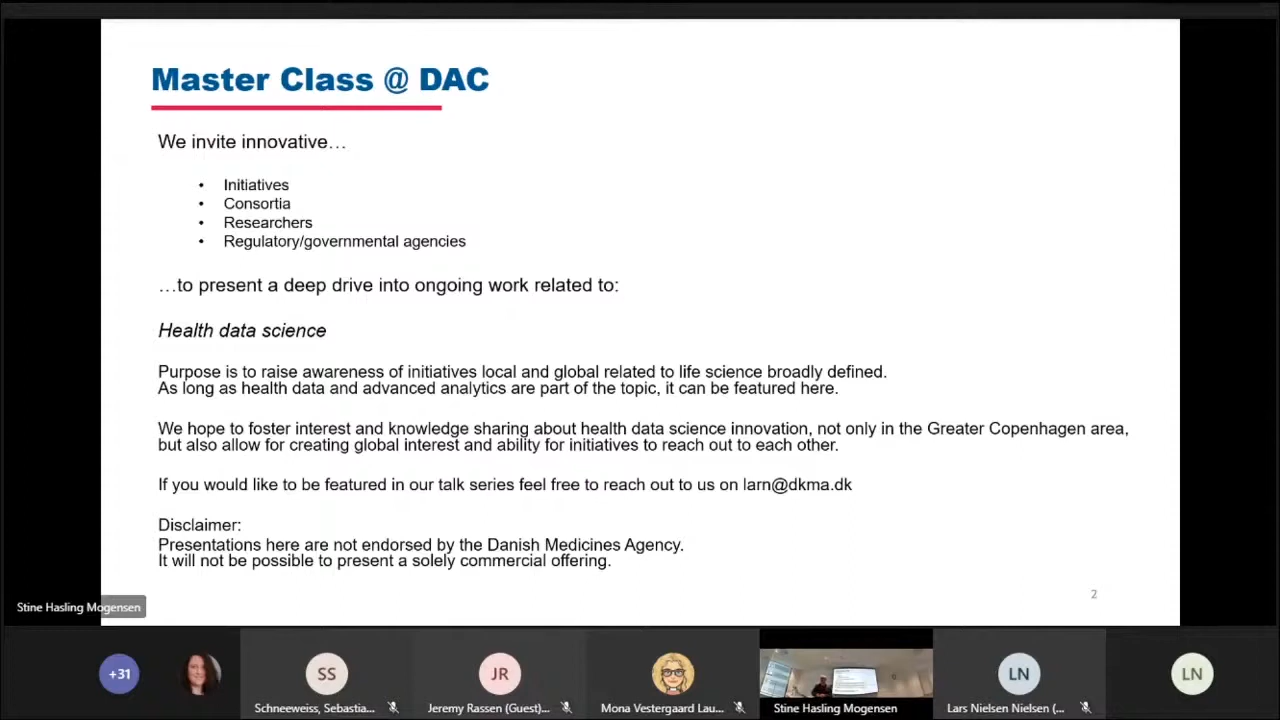 Master Class @ DAC
We invite innovative…
• Initiatives
• Consortia
• Researchers
• Regulatory/governmental agencies
…to present a deep drive into ongoing work related to:
Health data science
Purpose is to raise awareness of initiatives local and global related to life science broadly defined.
As long as health data and advanced analytics are part of the topic, it can be featured here.
We hope to foster interest and knowledge sharing about health data science innovation, not only in the Greater Copenhagen area,
but also allow for creating global interest and ability for initiatives to reach out to each other.
If you would like to be featured in our talk series feel free to reach out to us on larn@dkma.dk
Disclaimer:
Presentations here are not endorsed by the Danish Medicines Agency.
It will not be possible to present a solely commercial offering.
2
Stine Hasling Mogensen
+31
SS
JR
LN
LN
Schneeweiss, Sebastia...
Jeremy Rassen (Guest)...
Mona Vestergaard Lau...
Stine Hasling Mogensen
Lars Nielsen Nielsen (...